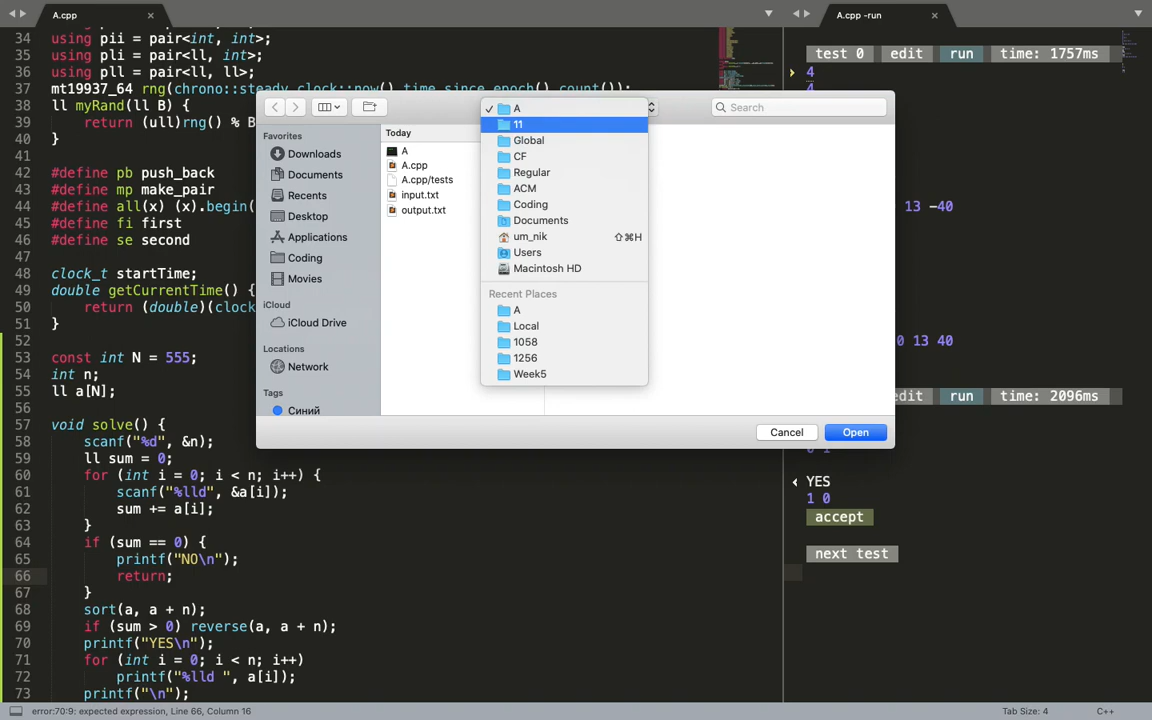 A.cpp
A.cpp -run
34 using pii = pair<int, int>;
35 using pli = pair<ll, int>;
36 using pll = pair<ll, ll>;
37 mt19937_64 rng(chrono::steady_clock::now().time_since_epoch().count());
38 ll myRand(ll B) {
39 return (ull)rng() % B
40 }
41
42 #define pb push_back
43 #define mp make_pair
44 #define all(x) (x).begin(
45 #define fi first
46 #define se second
47
48 clock_t startTime;
49 double getCurrentTime() {
50 return (double)(clock
51 }
52
53 const int N = 555;
54 int n;
55 ll a[N];
56
57 void solve() {
58 scanf("%d", &n);
59 ll sum = 0;
60 for (int i = 0; i < n; i++) {
61 scanf("%lld", &a[i]);
62 sum += a[i];
63 }
64 if (sum == 0) {
65 printf("NO\n");
66 return;
67 }
68 sort(a, a + n);
69 if (sum > 0) reverse(a, a + n);
70 printf("YES\n");
71 for (int i = 0; i < n; i++)
72 printf("%lld ", a[i]);
73 printf("\n");
Search
Favorites
Downloads
Documents
Recents
Desktop
Applications
Coding
Movies
iCloud
iCloud Drive
Locations
Network
Tags
Синий
Today
A
A.cpp
A.cpp/tests
input.txt
output.txt
✓ A
11
Global
CF
Regular
ACM
Coding
Documents
um_nik ⇧⌘H
Users
Macintosh HD
Recent Places
A
Local
1058
1256
Week5
Cancel
Open
test 0 edit run time: 1757ms
4
13 -40
0 13 40
edit run time: 2096ms
YES
1 0
accept
next test
error:70:9: expected expression, Line 66, Column 16
Tab Size: 4
C++